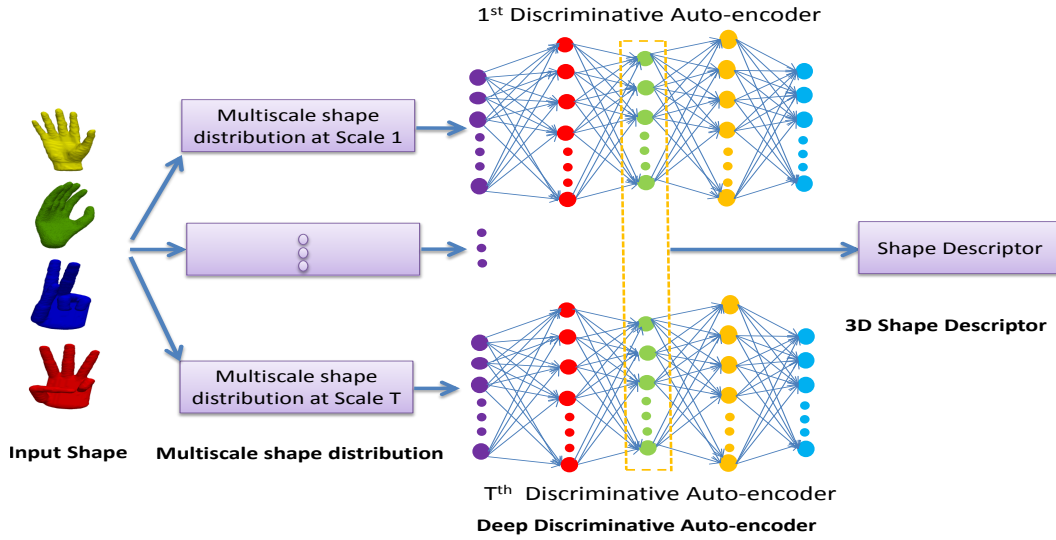 1st Discriminative Auto-encoder
Multiscale shape
distribution at Scale 1
Shape Descriptor
3D Shape Descriptor
Multiscale shape
distribution at Scale T
Input Shape
Multiscale shape distribution
Tth Discriminative Auto-encoder
Deep Discriminative Auto-encoder